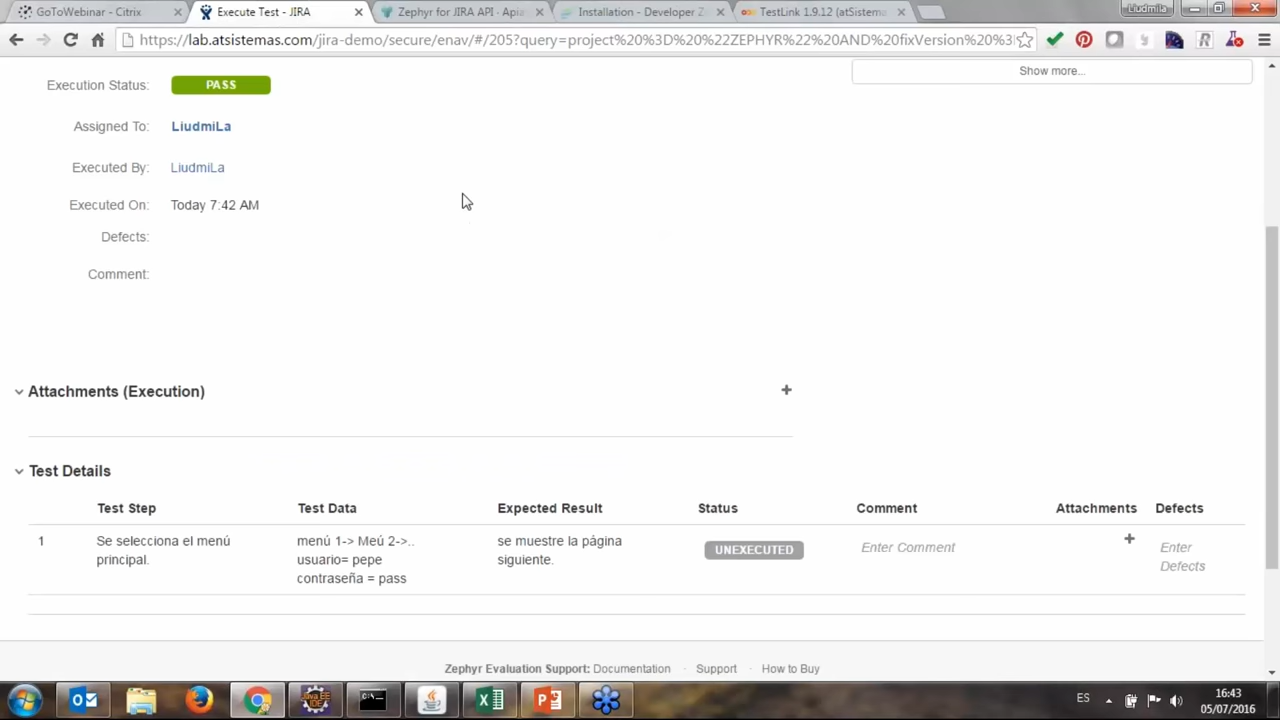 GoToWebinar - Citrix
Execute Test - JIRA
Zephyr for JIRA API · Apia
Installation - Developer Z
TestLink 1.9.12 (atSistema
Liudmila
https://lab.atsistemas.com/jira-demo/secure/enav/#/205?query=project%20%3D%20%22ZEPHYR%22%20AND%20fixVersion%20%3
Show more...
Execution Status: PASS
Assigned To: LiudmiLa
Executed By: LiudmiLa
Executed On: Today 7:42 AM
Defects:
Comment:
Attachments (Execution)
Test Details
Test Step Test Data Expected Result Status Comment Attachments Defects
1 Se selecciona el menú menú 1-> Meú 2->.. se muestre la página UNEXECUTED Enter Comment + Enter
principal. usuario= pepe siguiente. Defects
contraseña = pass
Zephyr Evaluation Support: Documentation · Support · How to Buy
Java EE
IDE
ES
16:43
05/07/2016